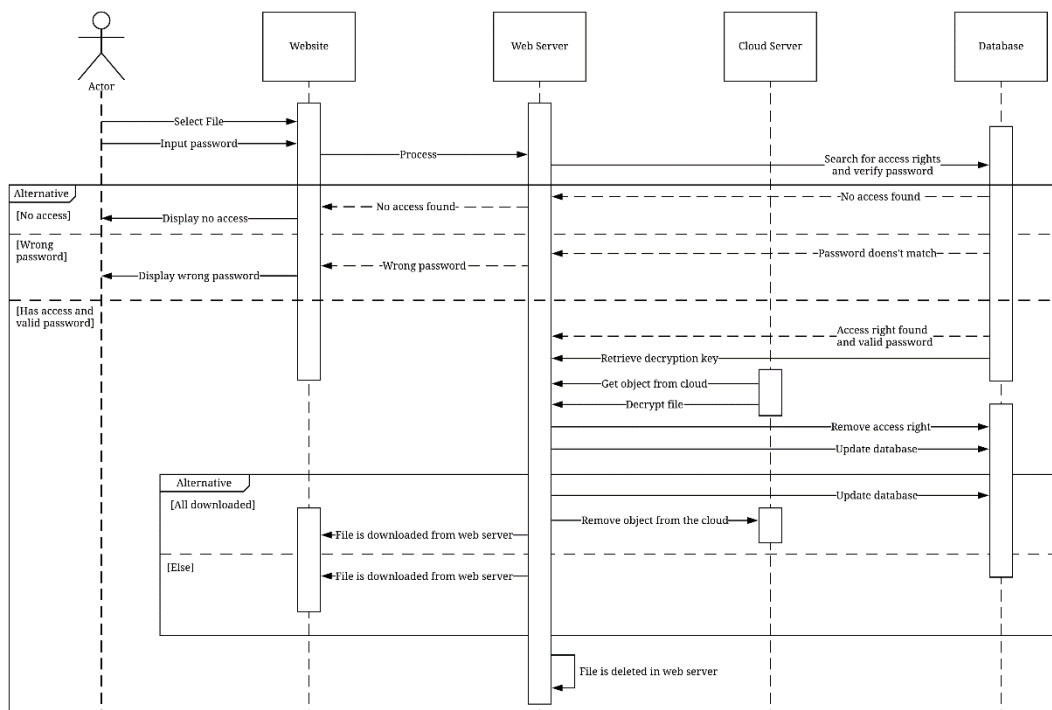 Website
Web Server
Cloud Server
Database
Actor
Select File
Input password
Process
Search for access rights
and verify password
Alternative
[No access]
No access found
No access found
Display no access
[Wrong
password]
Password doens't match
Wrong password
Display wrong password
[Has access and
valid password]
Access right found
and valid password
Retrieve decryption key
Get object from cloud
Decrypt file
Remove access right
Update database
Alternative
[All downloaded]
Update database
Remove object from the cloud
File is downloaded from web server
[Else]
File is downloaded from web server
File is deleted in web server